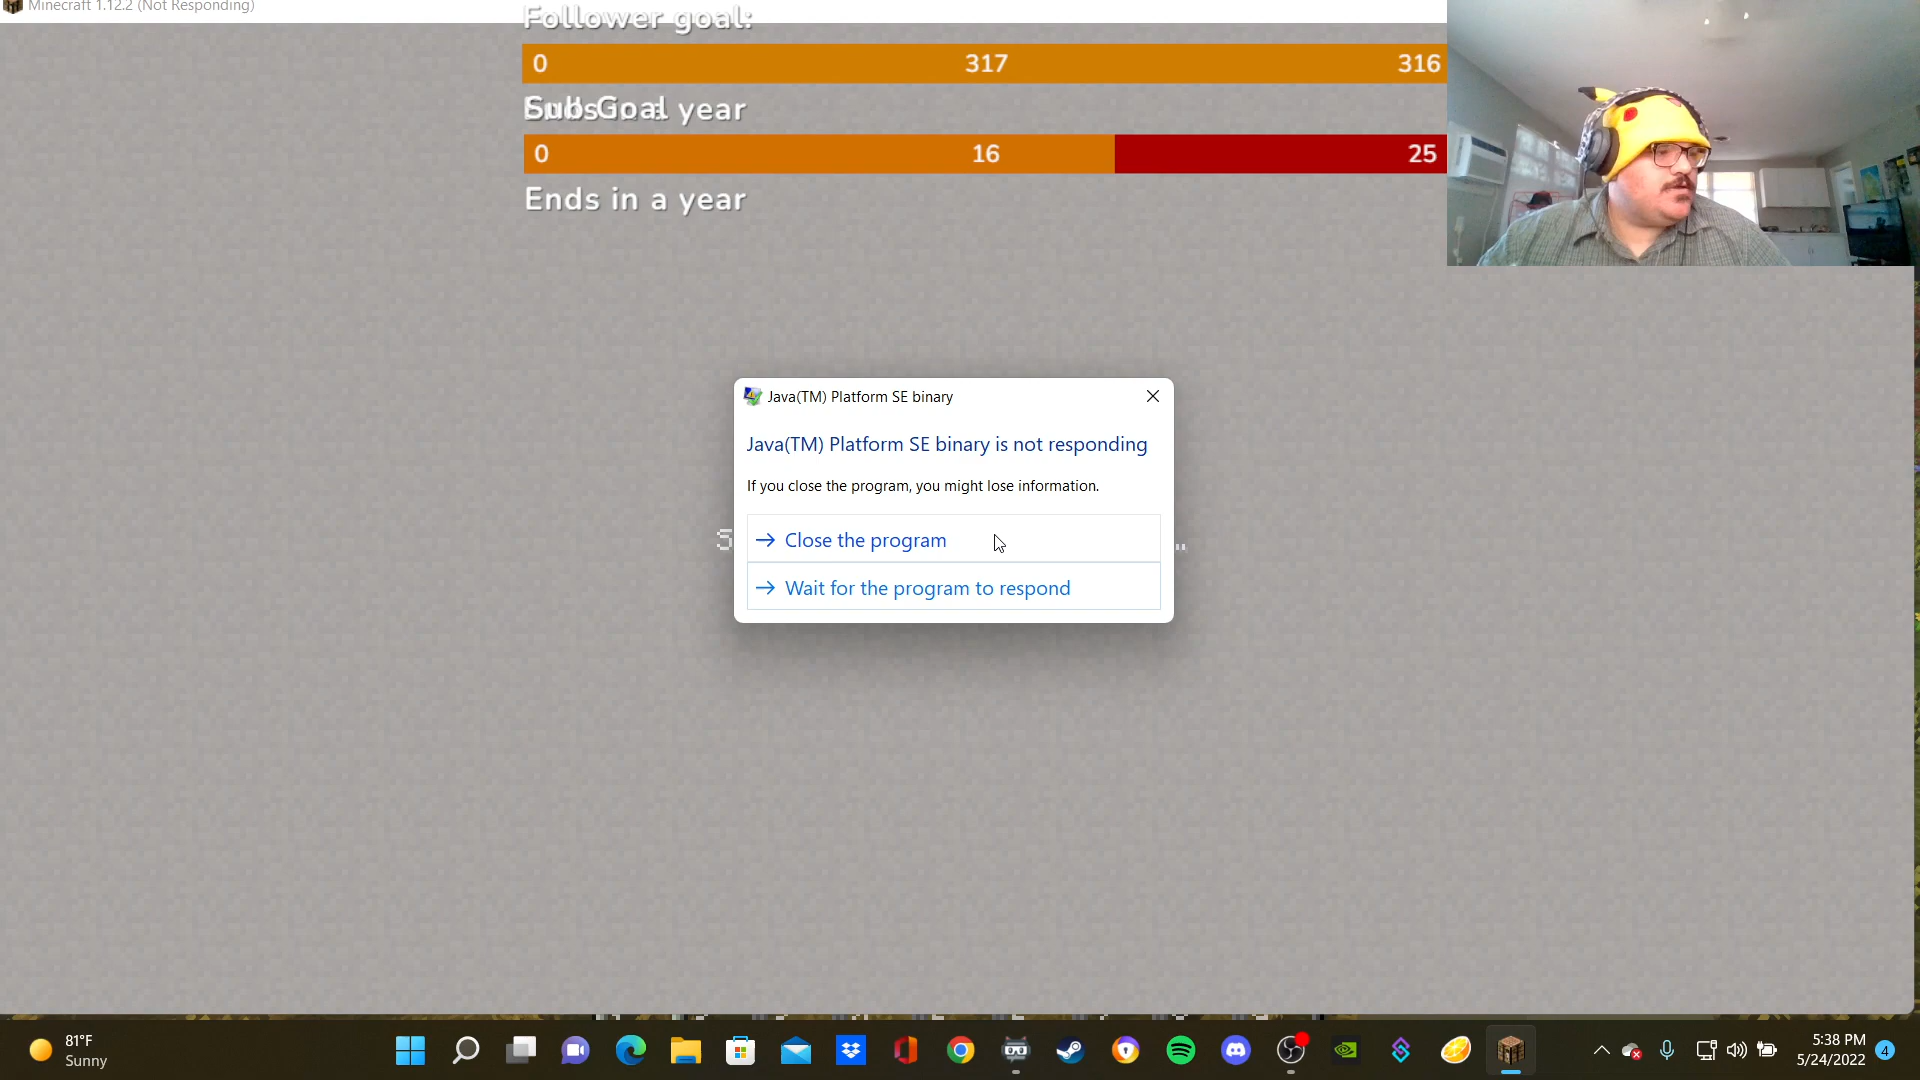 Minecraft 1.12.2 (Not Responding)
Follower goal:
0 317 316
Sub Goal
year
0 16 25
Ends in a year
Java(TM) Platform SE binary
Java(TM) Platform SE binary is not responding
If you close the program, you might lose information.
S
Close the program
...
Wait for the program to respond
81°F
Sunny
5:38 PM
5/24/2022
4